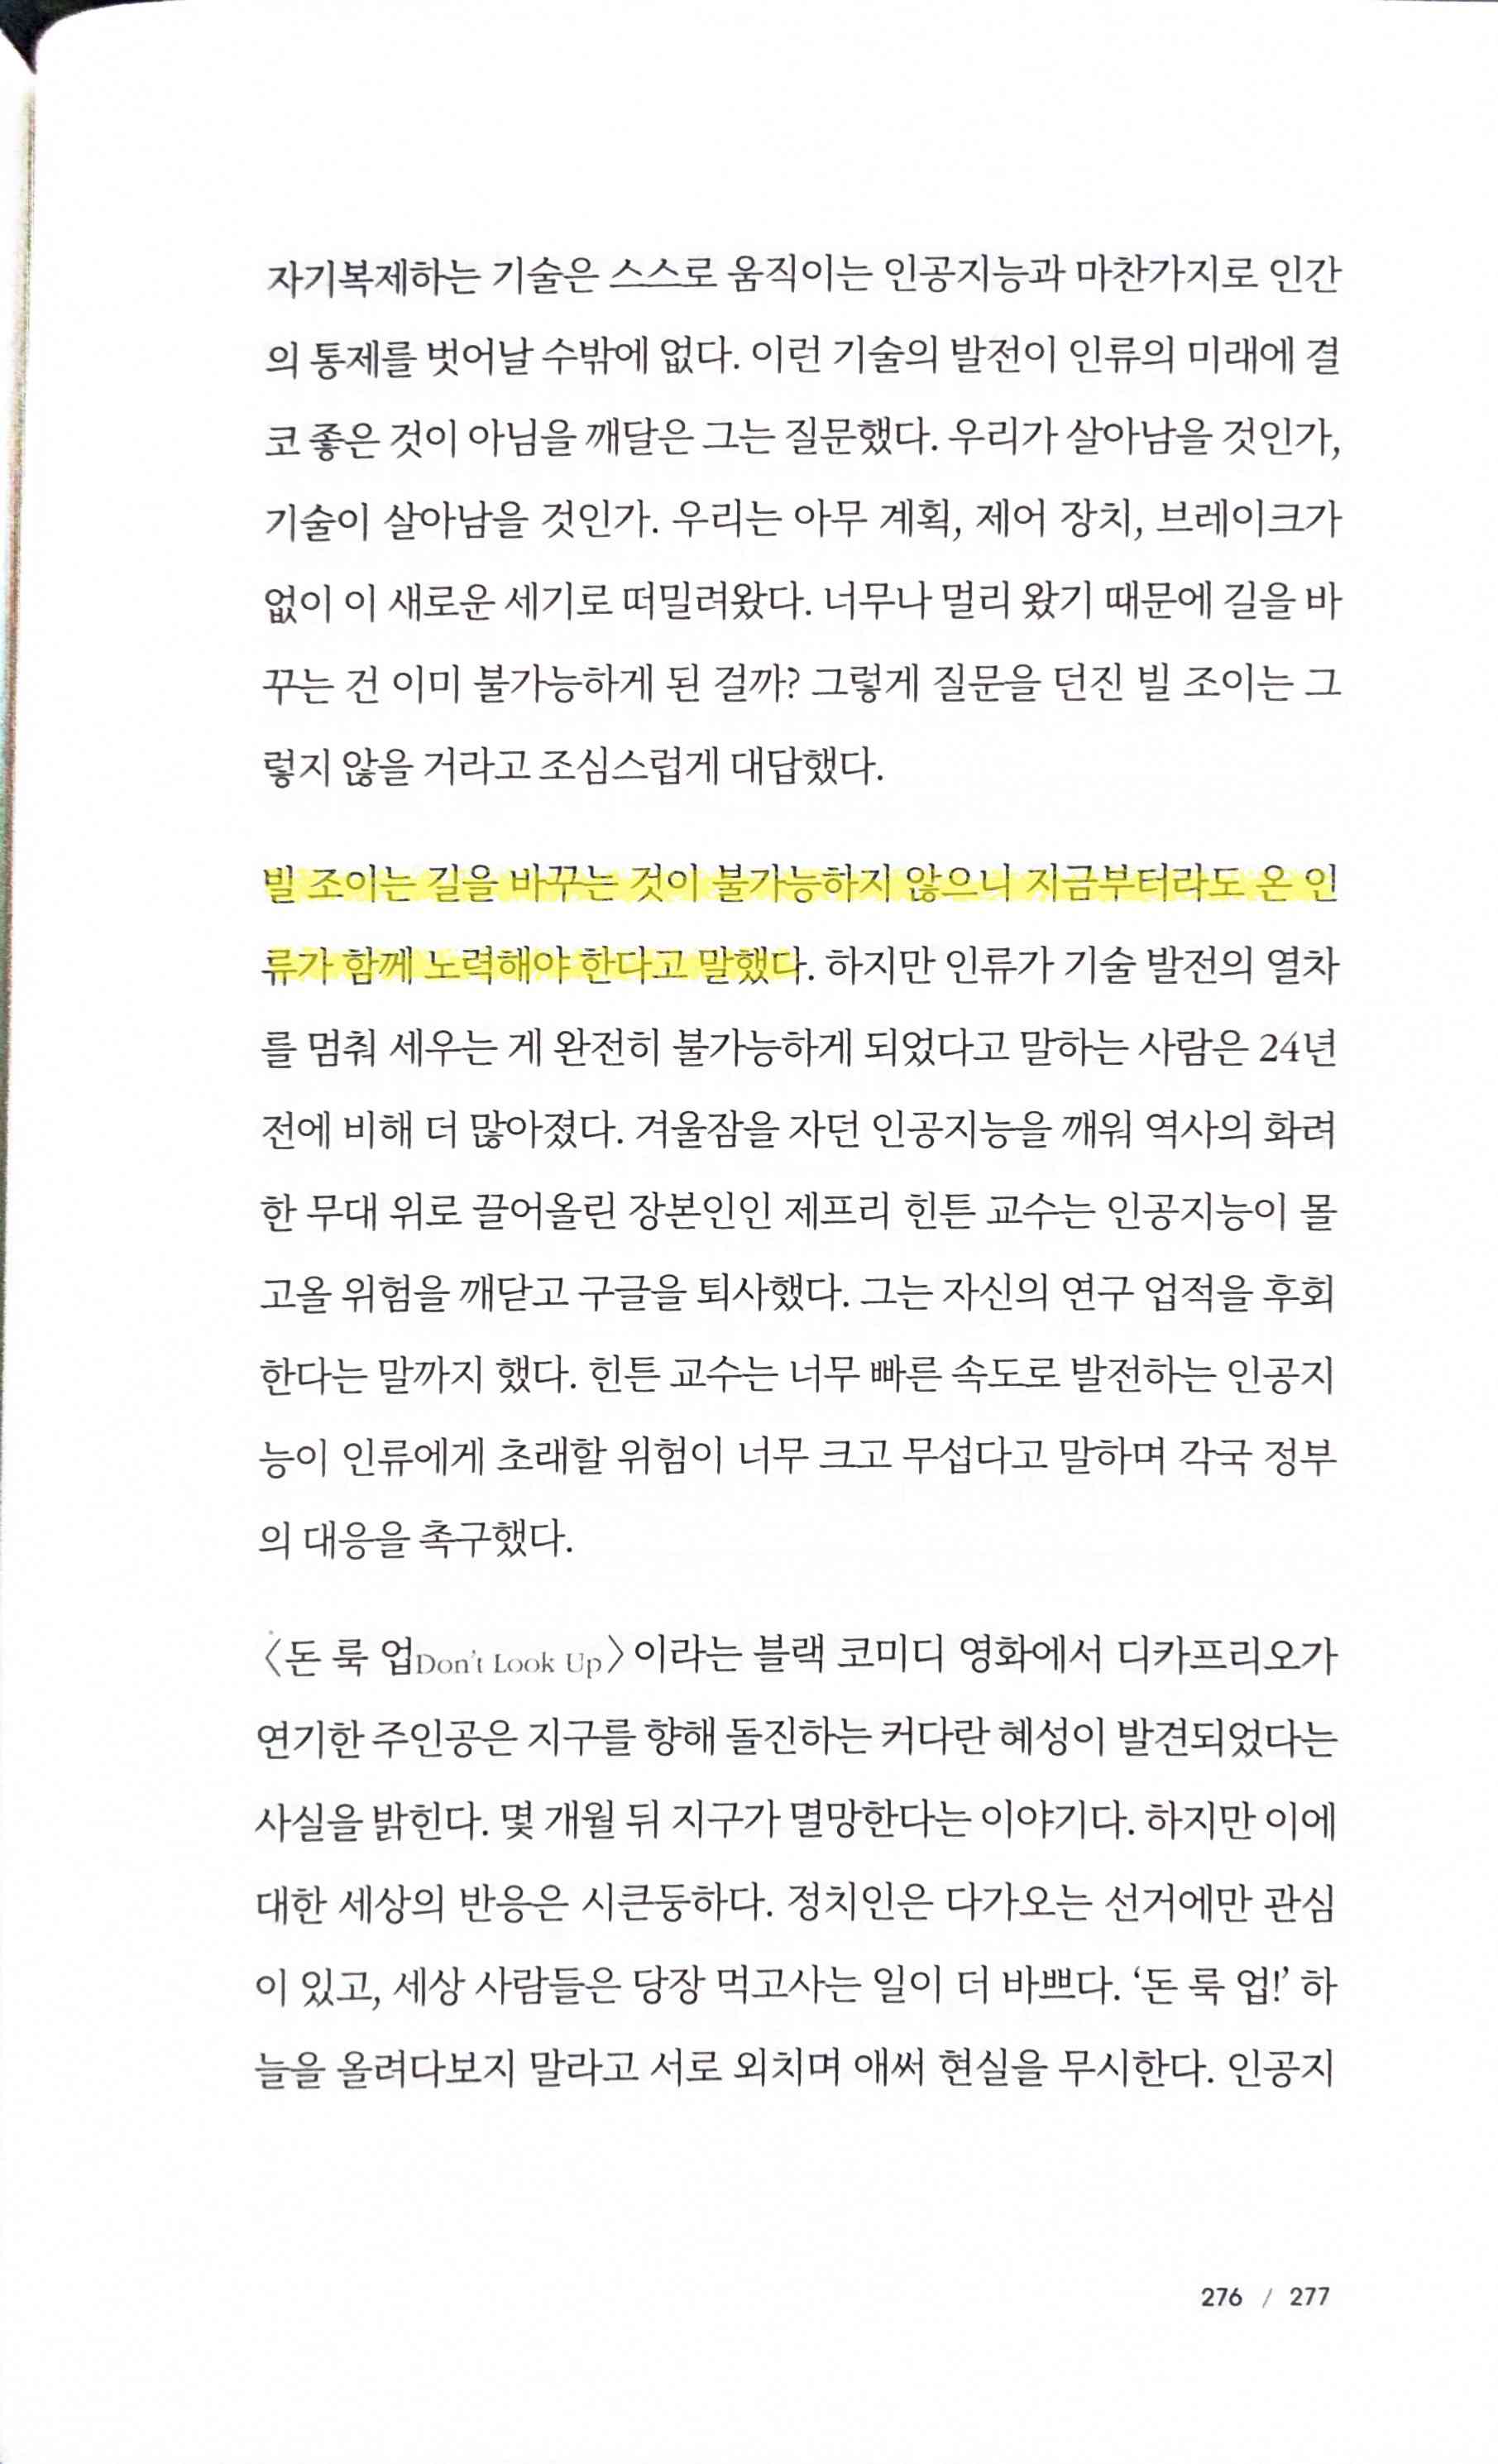 자기복제하는 기술은 스스로 움직이는 인공지능과 마찬가지로 인간
의 통제를 벗어날 수밖에 없다. 이런 기술의 발전이 인류의 미래에 결
코 좋은 것이 아님을 깨달은 그는 질문했다. 우리가 살아남을 것인가,
기술이 살아남을 것인가. 우리는 아무 계획, 제어 장치, 브레이크가
없이 이 새로운 세기로 떠밀려왔다. 너무나 멀리 왔기 때문에 길을 바
꾸는 건 이미 불가능하게 된 걸까? 그렇게 질문을 던진 빌 조이는 그
렇지 않을 거라고 조심스럽게 대답했다.
빌 조이는 길을 바꾸는 것이 불가능하지 않으니 지금부터라도 온 인
류가 함께 노력해야 한다고 말했다. 하지만 인류가 기술 발전의 열차
를 멈춰 세우는 게 완전히 불가능하게 되었다고 말하는 사람은 24년
전에 비해 더 많아졌다. 겨울잠을 자던 인공지능을 깨워 역사의 화려
한 무대 위로 끌어올린 장본인인 제프리 힌튼 교수는 인공지능이 몰
고올 위험을 깨닫고 구글을 퇴사했다. 그는 자신의 연구 업적을 후회
한다는 말까지 했다. 힌튼 교수는 너무 빠른 속도로 발전하는 인공지
능이 인류에게 초래할 위험이 너무 크고 무섭다고 말하며 각국 정부
의 대응을 촉구했다.
〈돈 룩 업Don't Look Up〉이라는 블랙 코미디 영화에서 디카프리오가
연기한 주인공은 지구를 향해 돌진하는 커다란 혜성이 발견되었다는
사실을 밝힌다. 몇 개월 뒤 지구가 멸망한다는 이야기다. 하지만 이에
대한 세상의 반응은 시큰둥하다. 정치인은 다가오는 선거에만 관심
이 있고, 세상 사람들은 당장 먹고사는 일이 더 바쁘다. ‘돈 룩 업!’ 하
늘을 올려다보지 말라고 서로 외치며 애써 현실을 무시한다. 인공지
276 / 277